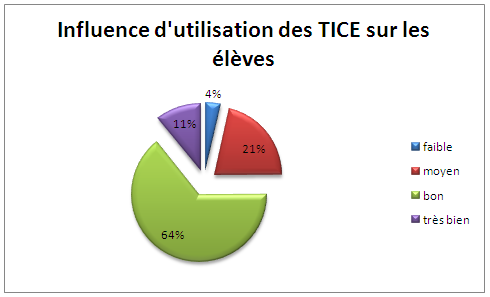 Influence d'utilisation des TICE sur les
élèves
4%
21%
64%
11%
faible
moyen
bon
très bien